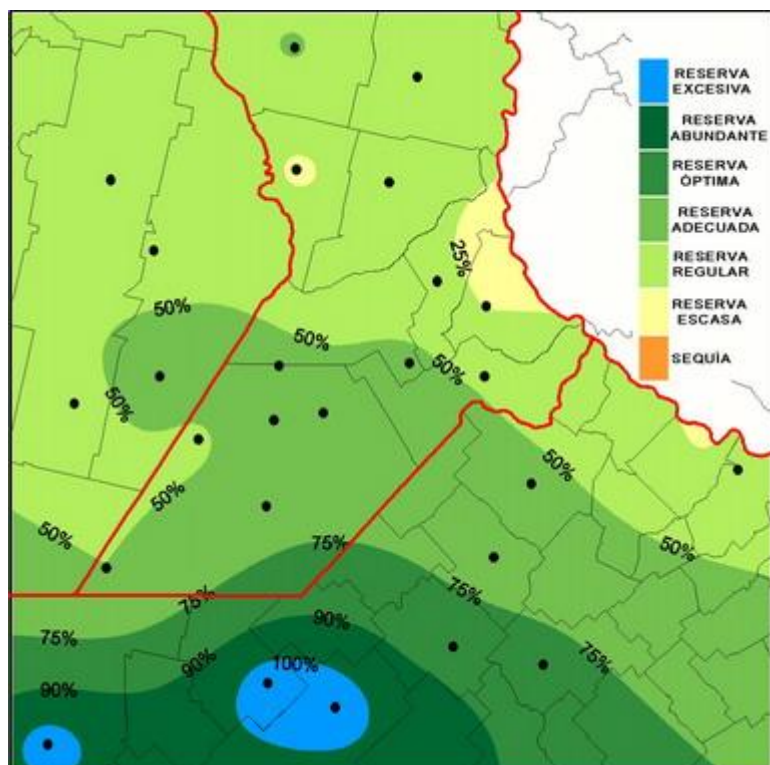 RESERVA
EXCESIVA
RESERVA
ABUNDANTE
RESERVA
ÓPTIMA
RESERVA
ADECUADA
RESERVA
REGULAR
RESERVA
ESCASA
SEQUÌA
25%
50%
50%
50%
50%
50%
50%
50%
50%
75%
75%
75%
75%
75%
90%
90%
90%
100%